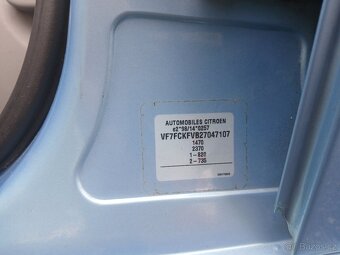 AUTOMOBILES CITROEN
e2*98/14*0257
VF7FCKFVB27047107
1470
2370
1-820
2-735